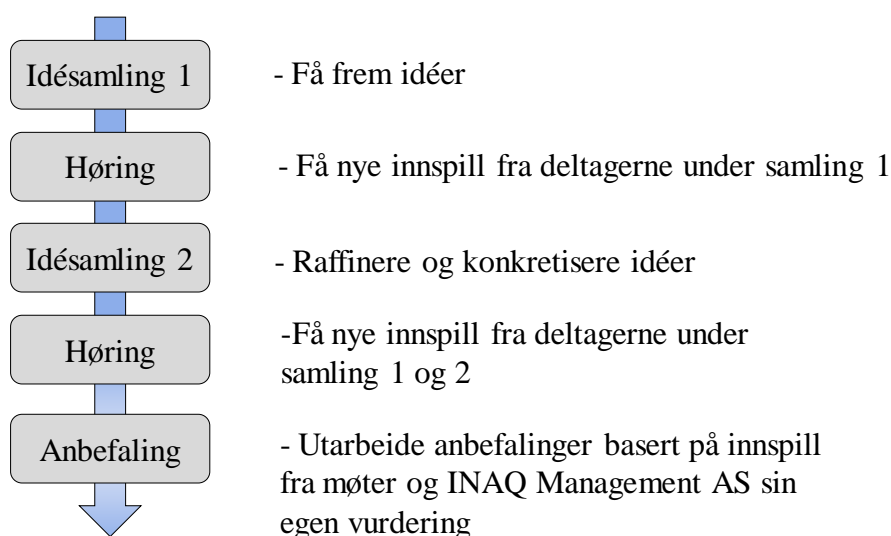 Idésamling 1
- Få frem idéer
Høring
- Få nye innspill fra deltagerne under samling 1
Idésamling 2
- Raffinere og konkretisere idéer
Høring
-Få nye innspill fra deltagerne under
samling 1 og 2
Anbefaling
- Utarbeide anbefalinger basert på innspill
fra møter og INAQ Management AS sin
egen vurdering